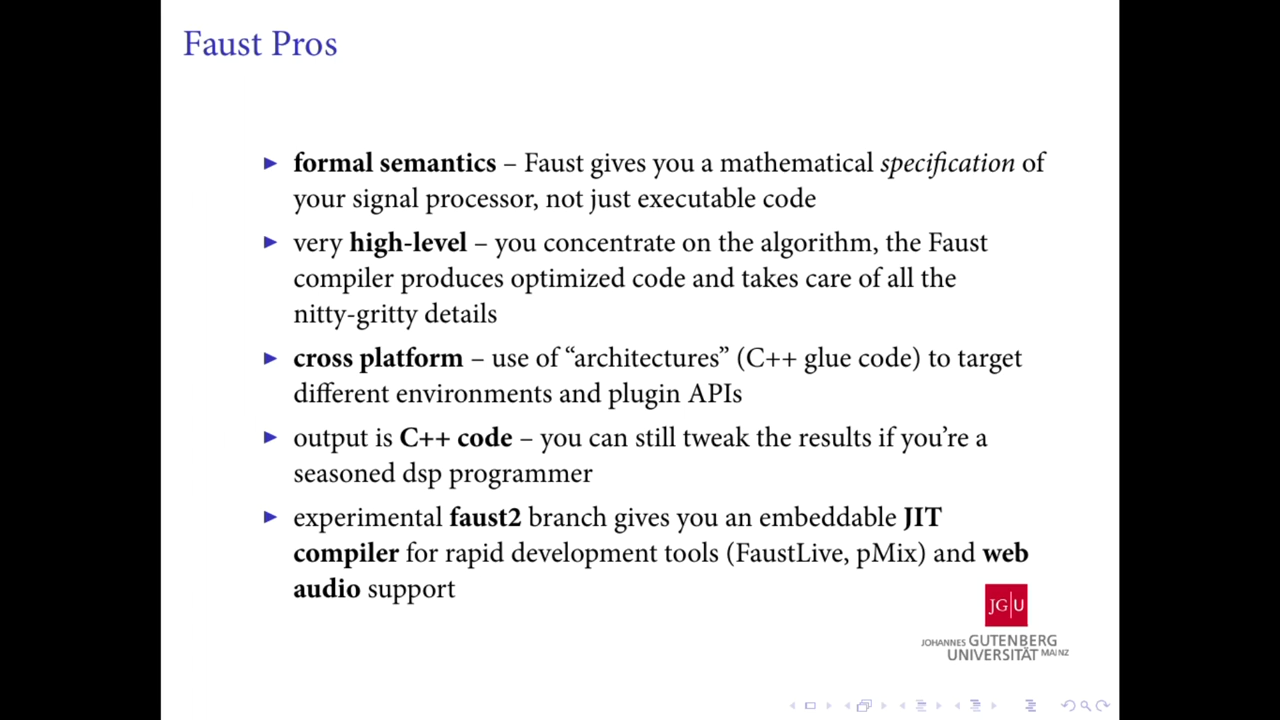 Faust Pros
formal semantics – Faust gives you a mathematical specification of
your signal processor, not just executable code
very high-level – you concentrate on the algorithm, the Faust
compiler produces optimized code and takes care of all the
nitty-gritty details
cross platform – use of “architectures” (C++ glue code) to target
different environments and plugin APIs
output is C++ code – you can still tweak the results if you’re a
seasoned dsp programmer
experimental faust2 branch gives you an embeddable JIT
compiler for rapid development tools (FaustLive, pMix) and web
audio support
JG|U
JOHANNES GUTENBERG
UNIVERSITÄT MAINZ